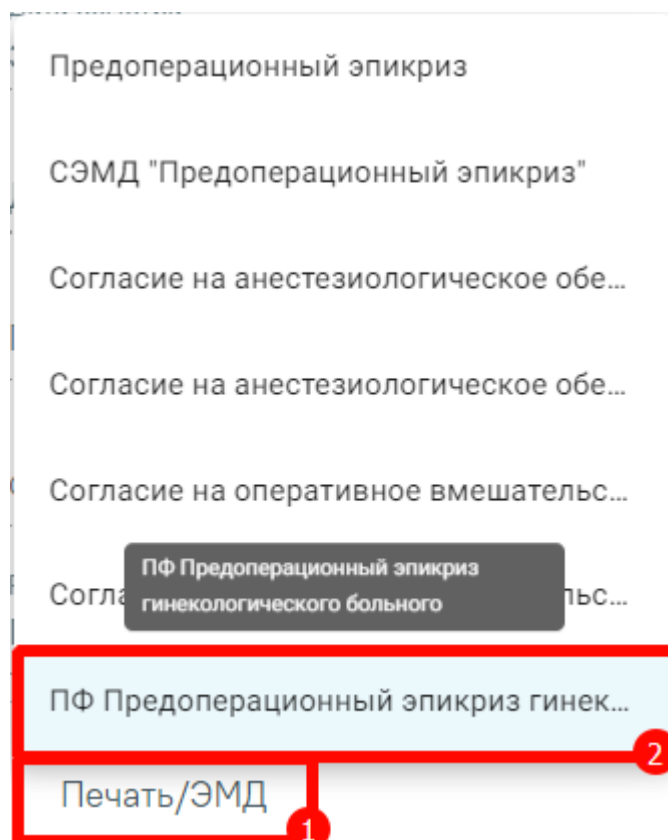 Предоперационный эпикриз
СЭМД "Предоперационный эпикриз"
Согласие на анестезиологическое обе...
Согласие на анестезиологическое обе...
Согласие на оперативное вмешательс...
ПФ Предоперационный эпикриз
гинекологического больного
ПФ Предоперационный эпикриз гинек...
2
Печать/ЭМД
1